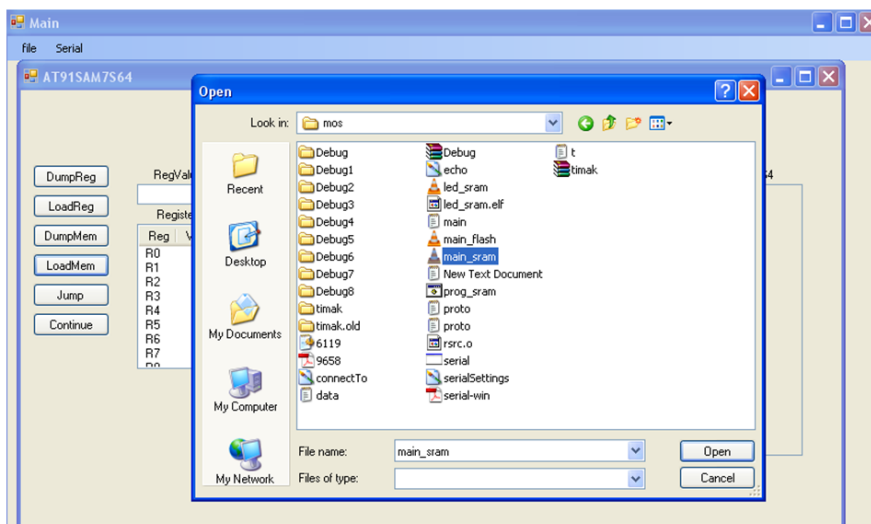 Main
file Serial
AT91SAM7S64
Open
Look in: mos
DumpReg
LoadReg
DumpMem
LoadMem
Jump
Continue
Reg
R0
R1
R2
R3
R4
R5
R6
R7
Recent
Desktop
My Documents
My Computer
My Network
Debug
Debug1
Debug2
Debug3
Debug4
Debug5
Debug6
Debug7
Debug8
timak
timak.old
6119
9658
connectTo
data
Debug
echo
led_sram
led_sram.elf
main
main_flash
main_sram
New Text Document
prog_sram
proto
proto
rsrc.o
serial
serialSettings
serial-win
t
timak
File name: main_sram
Open
Files of type:
Cancel